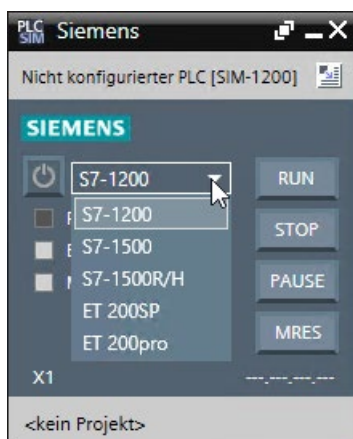 PLC SIM Siemens
Nicht konfigurierter PLC [SIM-1200]
SIEMENS
S7-1200 RUN
S7-1200
STOP
S7-1500
S7-1500R/H PAUSE
ET 200SP
MRES
ET 200pro
X1 ---.---.---.---
<kein Projekt>